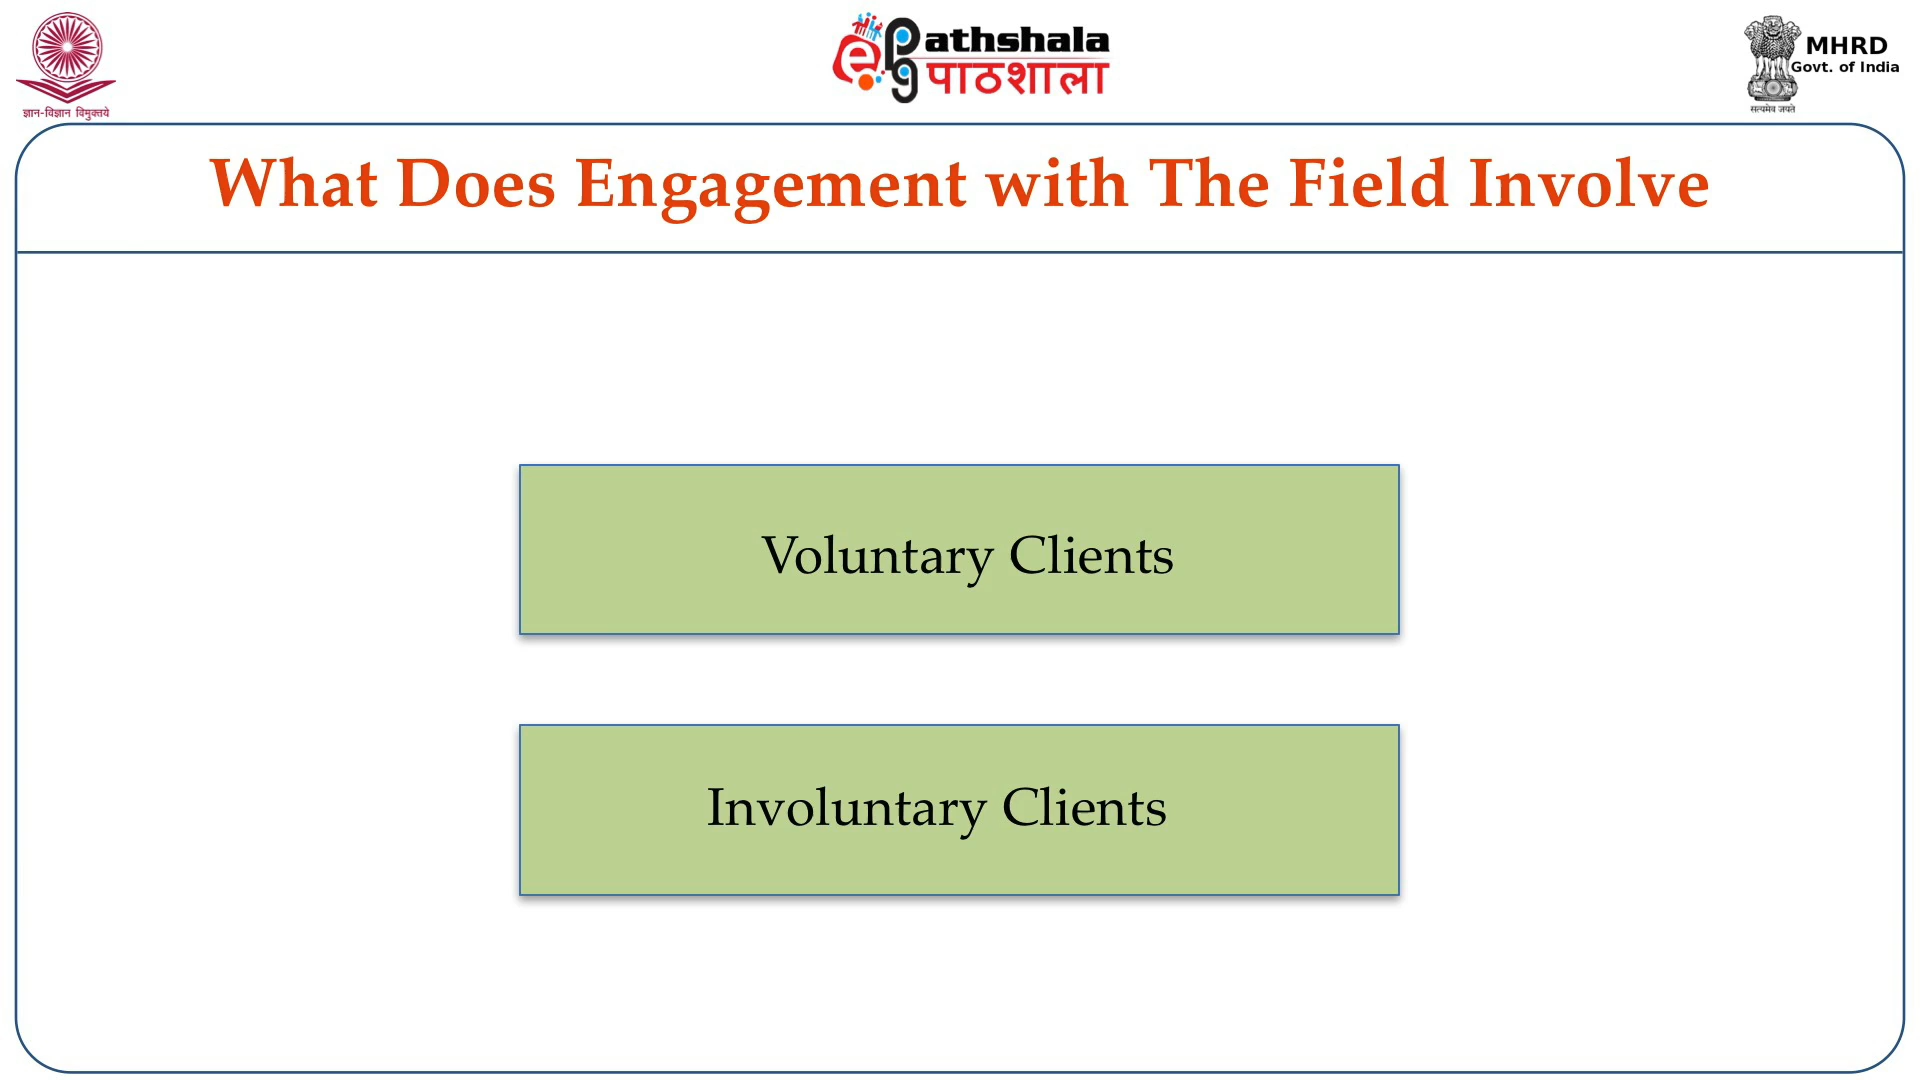 ज्ञान-विज्ञान विमुक्तये
e Pathshala
पाठशाला
MHRD
Govt. of India
सत्यमेव जयते
What Does Engagement with The Field Involve
Voluntary Clients
Involuntary Clients